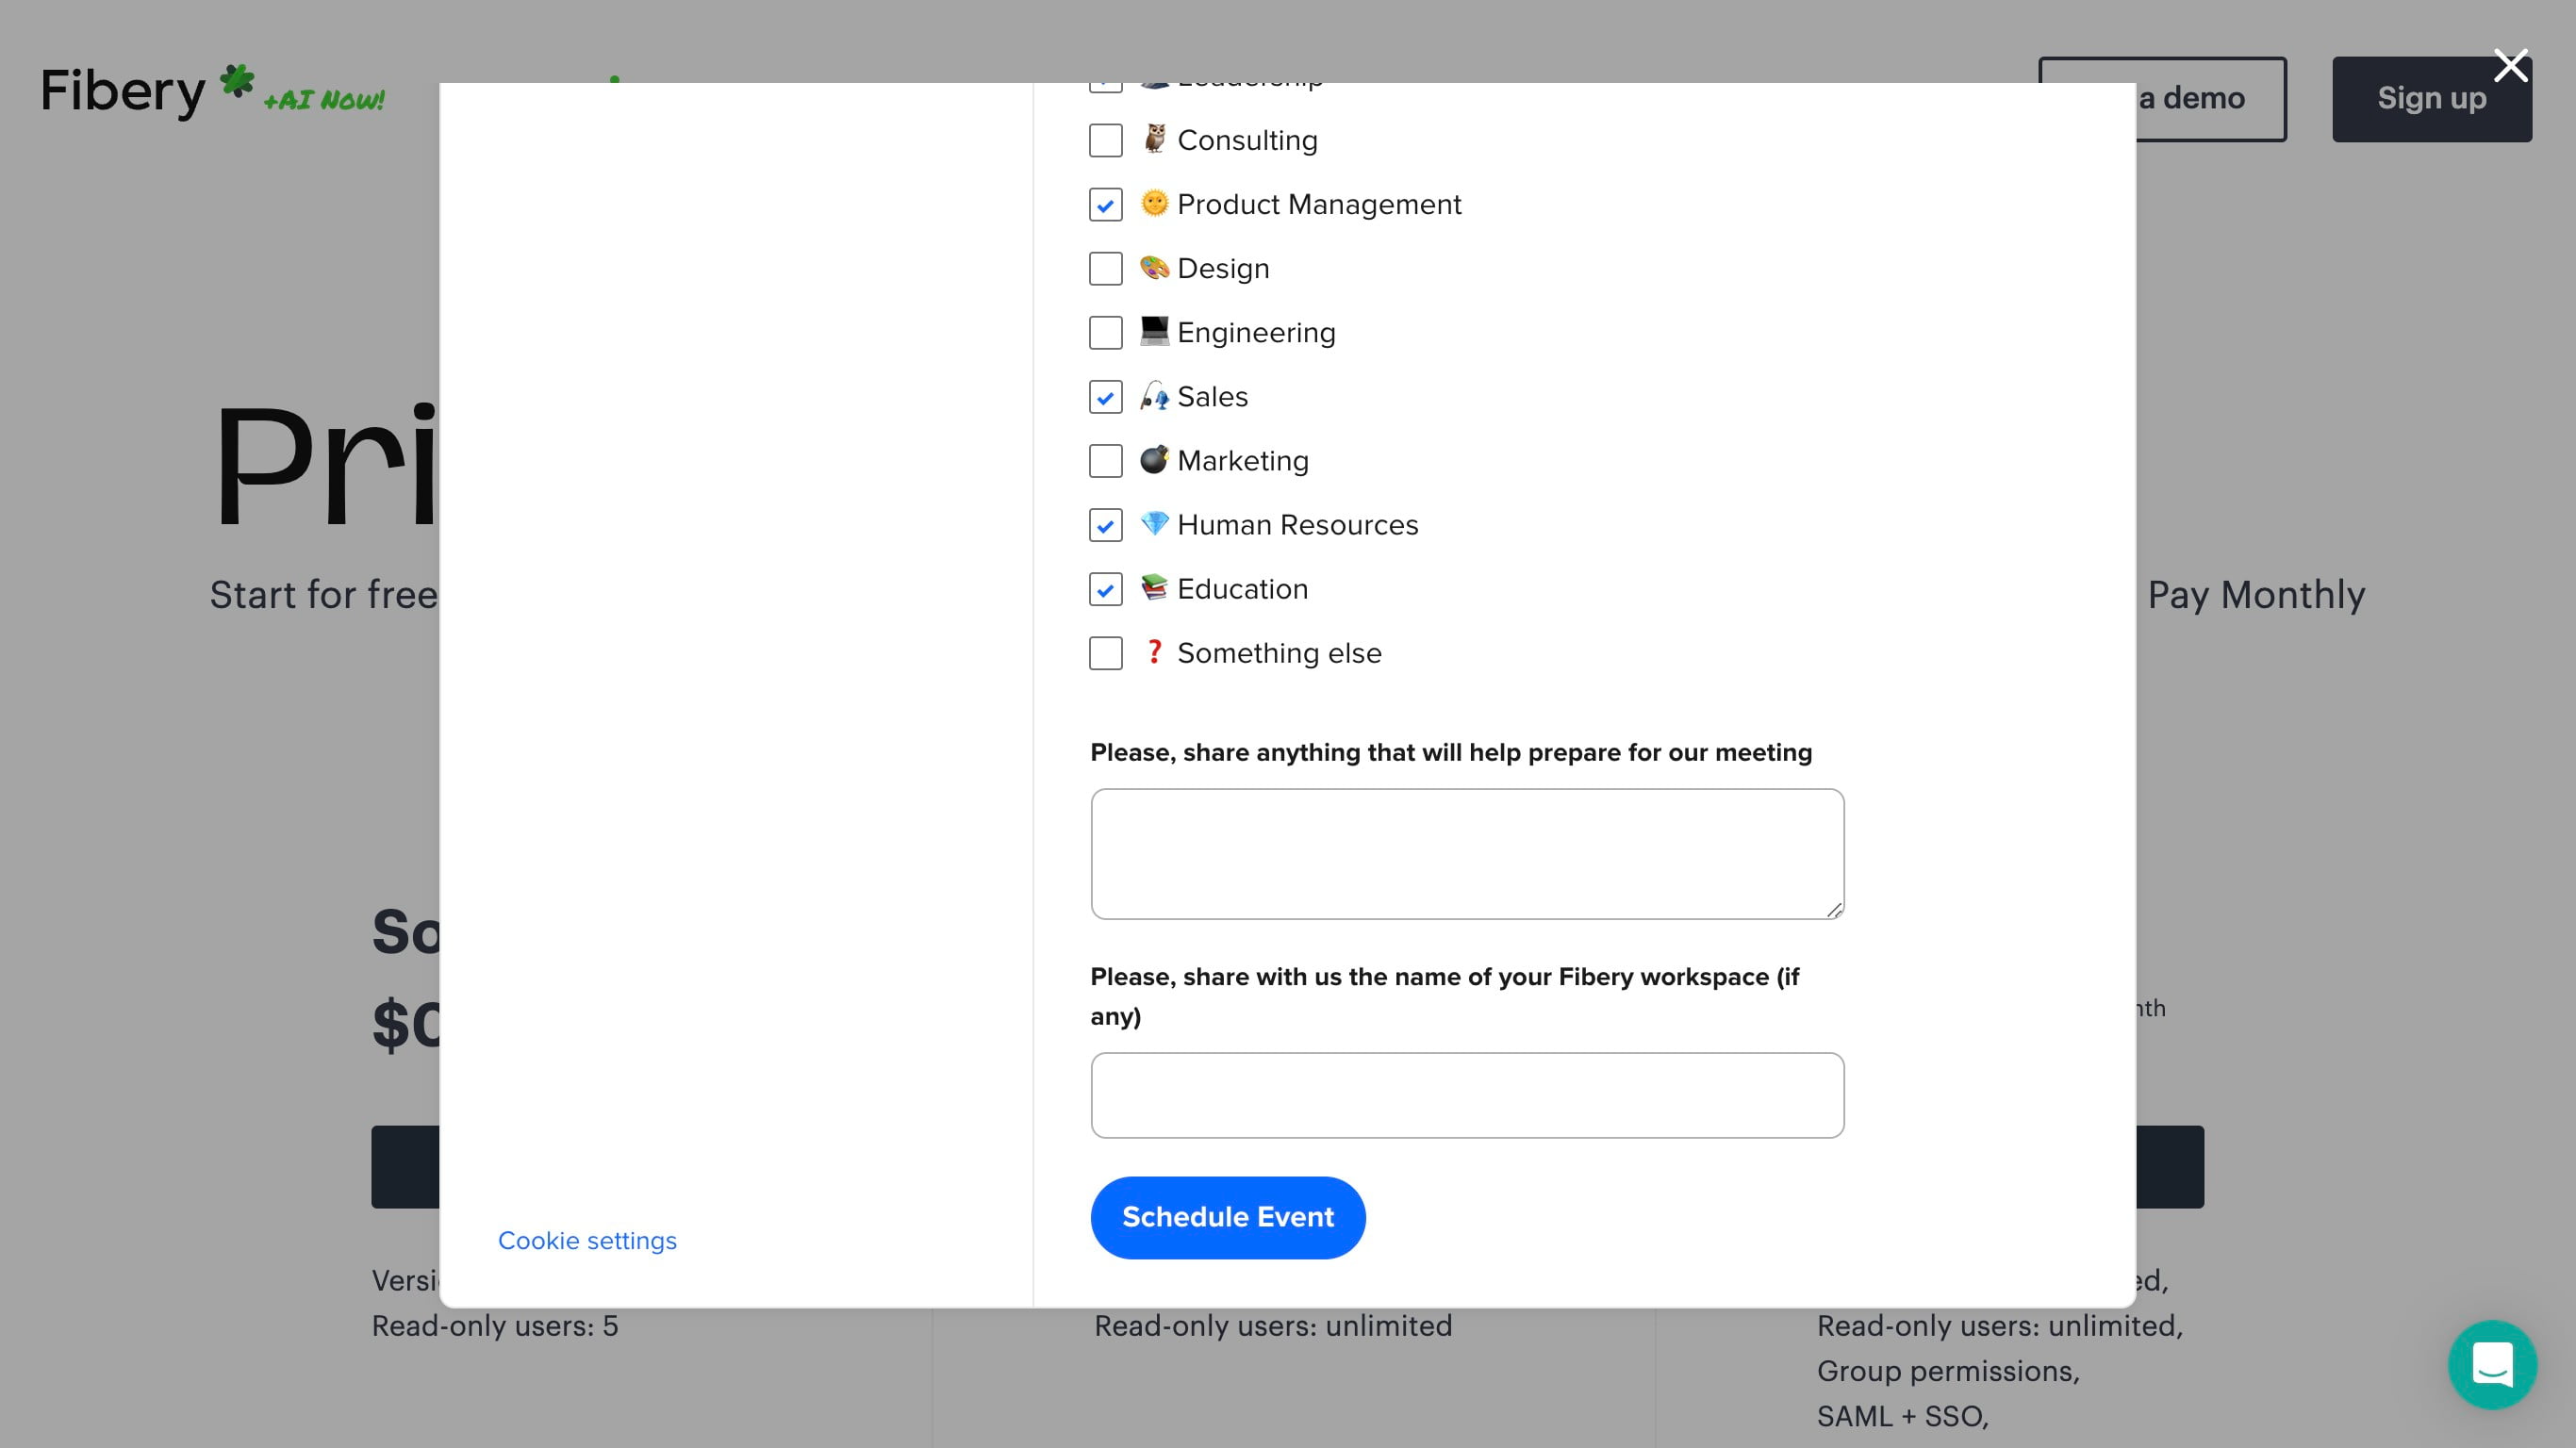 Fibery
+AI Now!
a demo
Sign up
Leadership
Consulting
Product Management
Design
Engineering
Sales
Marketing
Human Resources
Education
Something else
Pri
Start for free
Pay Monthly
Please, share anything that will help prepare for our meeting
So
$0
Please, share with us the name of your Fibery workspace (if
any)
nth
Schedule Event
Cookie settings
Versi
ed,
Read-only users: 5
Read-only users: unlimited
Read-only users: unlimited,
Group permissions,
SAML + SSO,